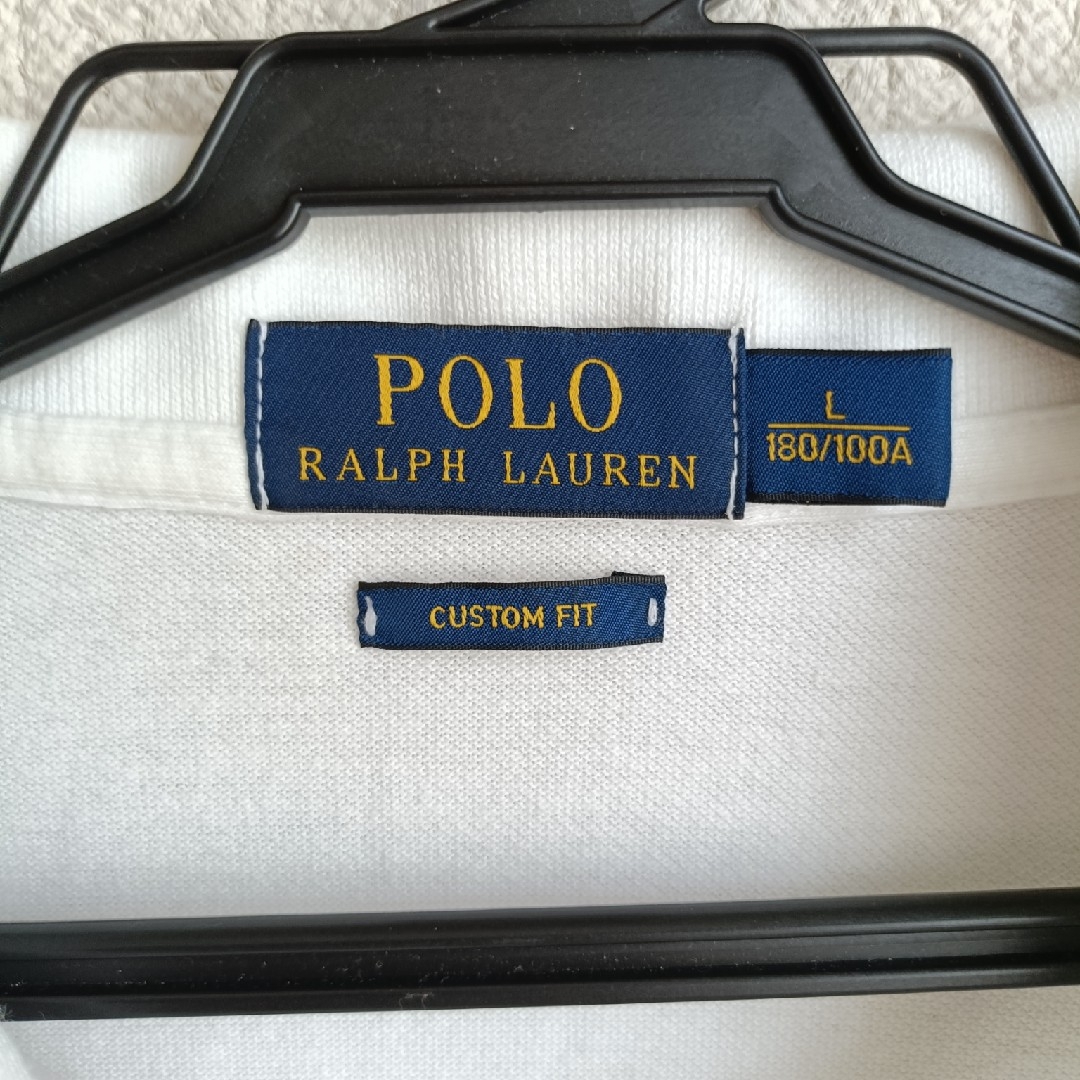 POLO
RALPH LAUREN
L
180/100A
CUSTOM FIT